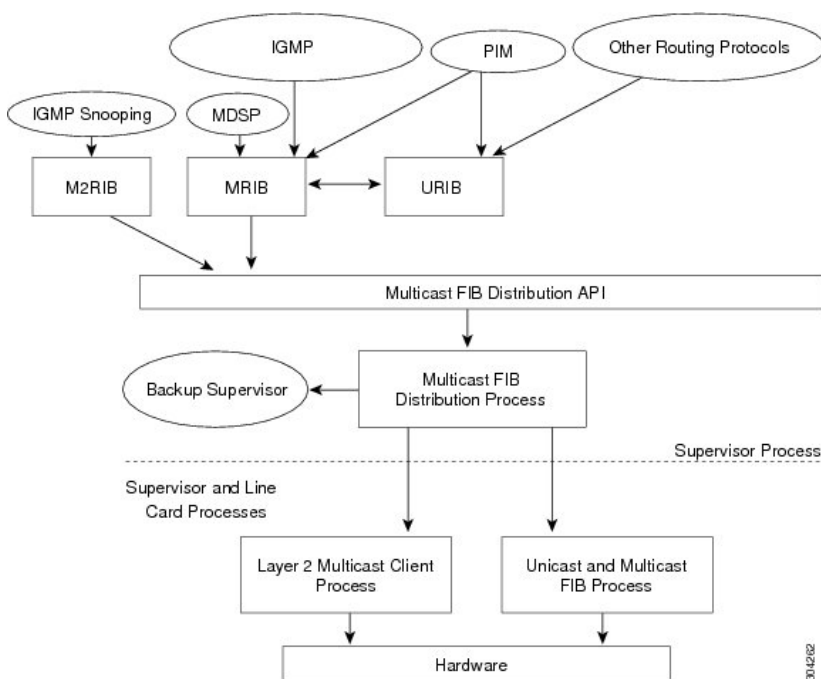 IGMP
PIM
Other Routing Protocols
IGMP Snooping
MDSP
M2RIB
MRIB
URIB
Multicast FIB Distribution API
Backup Supervisor
Multicast FIB
Distribution Process
Supervisor Process
Supervisor and Line
Card Processes
Layer 2 Multicast Client
Process
Unicast and Multicast
FIB Process
Hardware